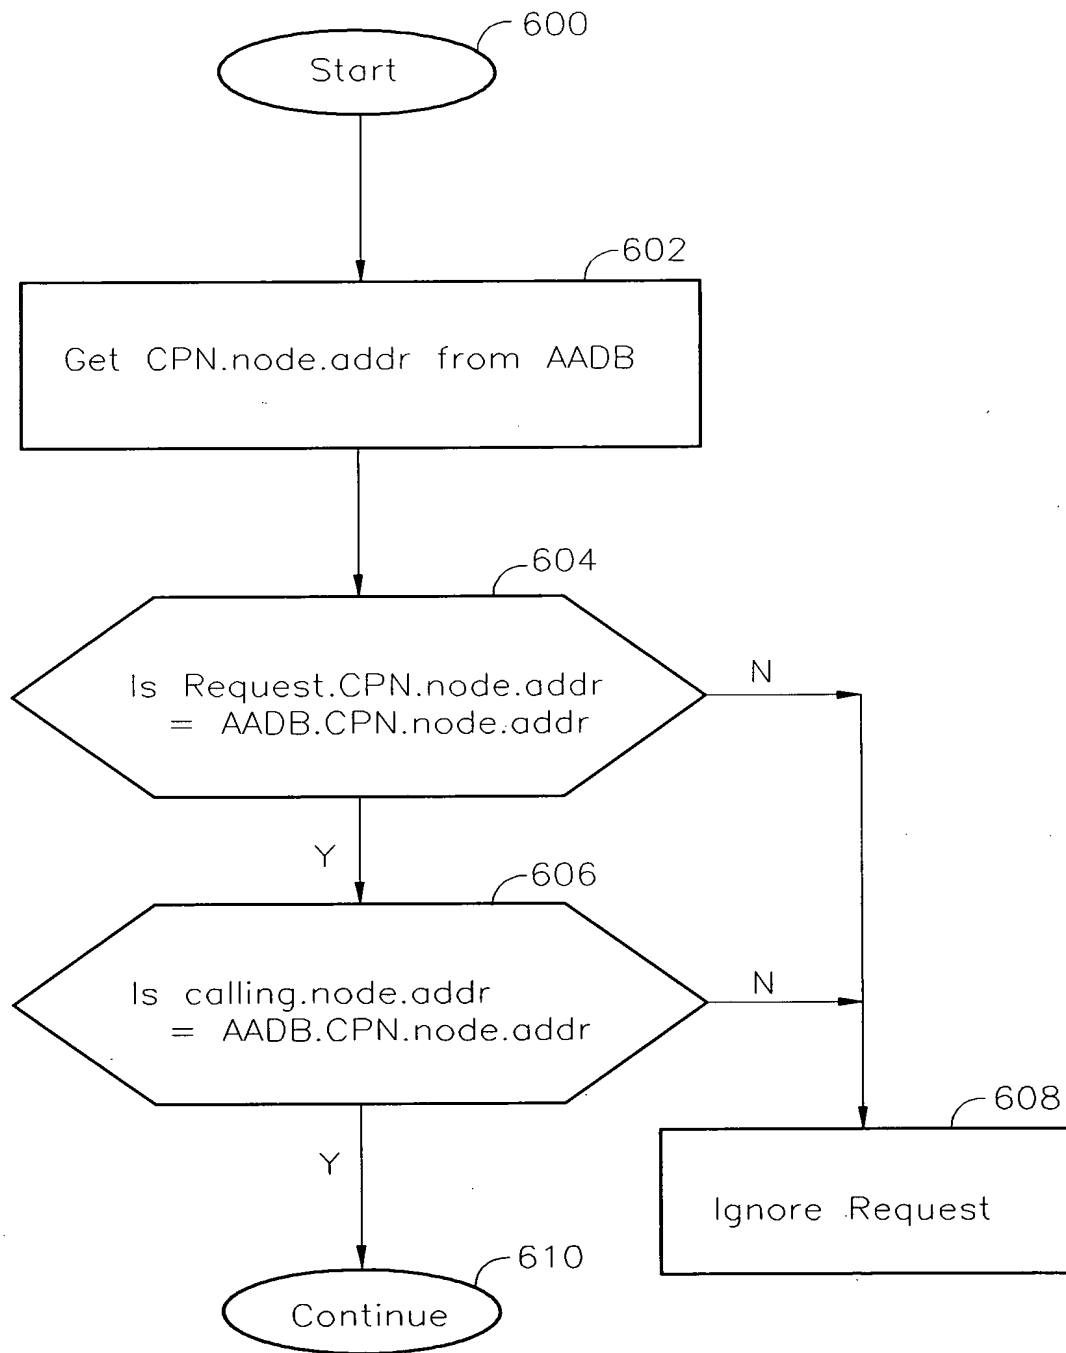 600
Start
602
Get CPN.node.addr from AADB
604
Is Request.CPN.node.addr
= AADB.CPN.node.addr
N
Y
606
Is calling.node.addr
= AADB.CPN.node.addr
N
608
Y
Ignore Request
610
Continue